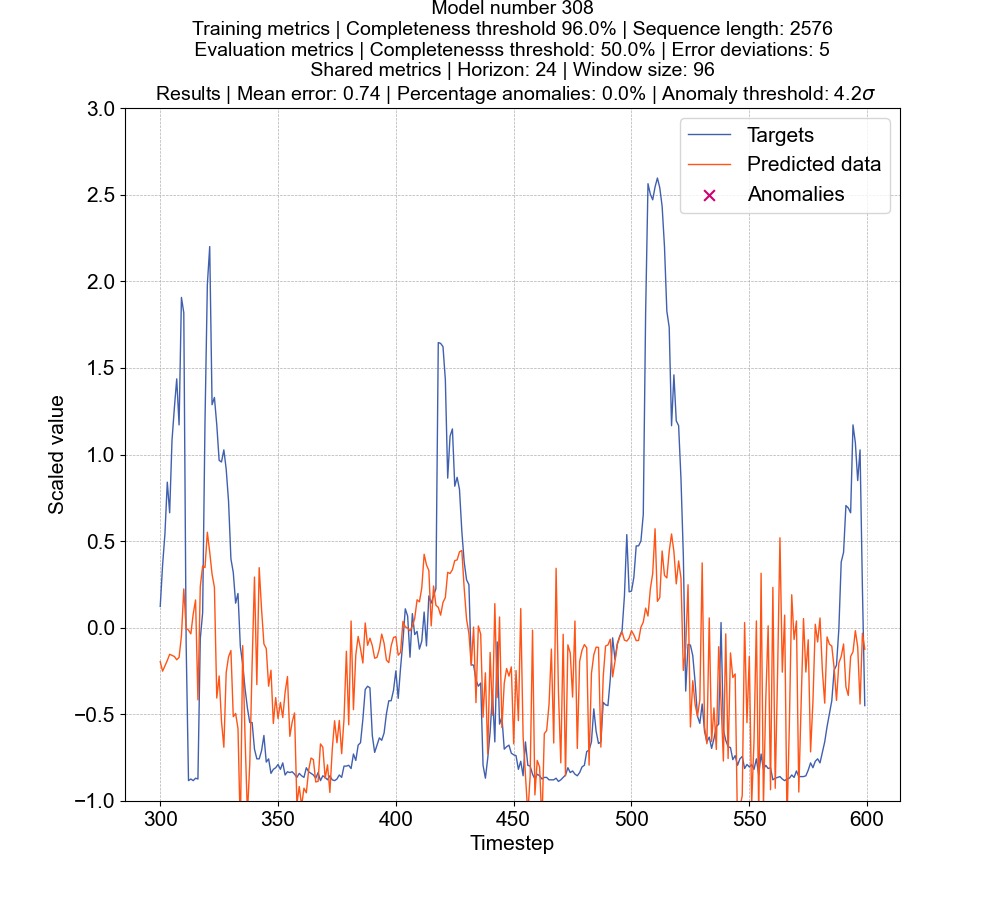 Model number 308
Training metrics | Completeness threshold 96.0% | Sequence length: 2576
Evaluation metrics | Completenesss threshold: 50.0% | Error deviations: 5
Shared metrics | Horizon: 24 | Window size: 96
Results | Mean error: 0.74 | Percentage anomalies: 0.0% | Anomaly threshold: 4.2σ
Targets
Predicted data
Anomalies
Scaled value
3.0
2.5
2.0
1.5
1.0
0.5
0.0
−0.5
−1.0
300 350 400 450 500 550 600
Timestep